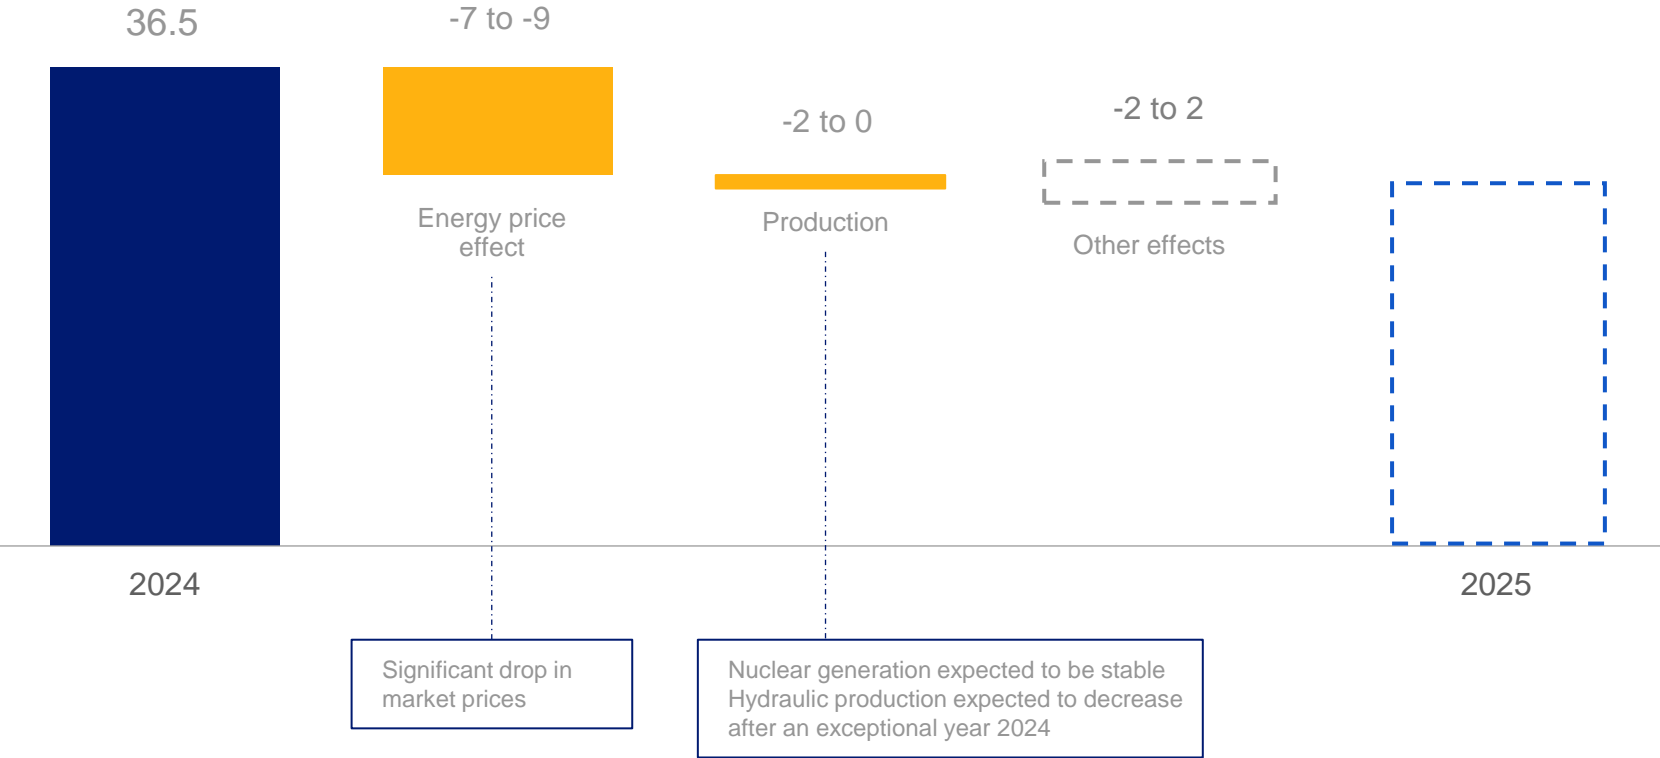 36.5
-7 to -9
-2 to 0
-2 to 2
Energy price
effect
Production
Other effects
2024
2025
Significant drop in
market prices
Nuclear generation expected to be stable
Hydraulic production expected to decrease
after an exceptional year 2024